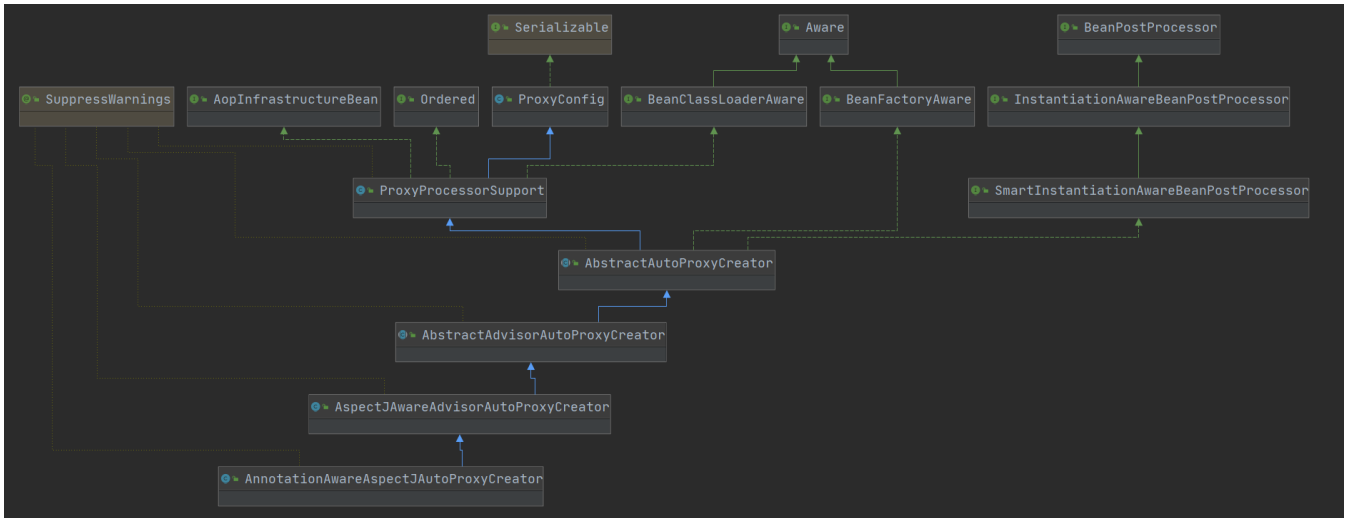 Serializable
Aware
BeanPostProcessor
SuppressWarnings
AopInfrastructureBean
Ordered
ProxyConfig
BeanClassLoaderAware
BeanFactoryAware
InstantiationAwareBeanPostProcessor
ProxyProcessorSupport
SmartInstantiationAwareBeanPostProcessor
AbstractAutoProxyCreator
AbstractAdvisorAutoProxyCreator
AspectJAwareAdvisorAutoProxyCreator
AnnotationAwareAspectJAutoProxyCreator